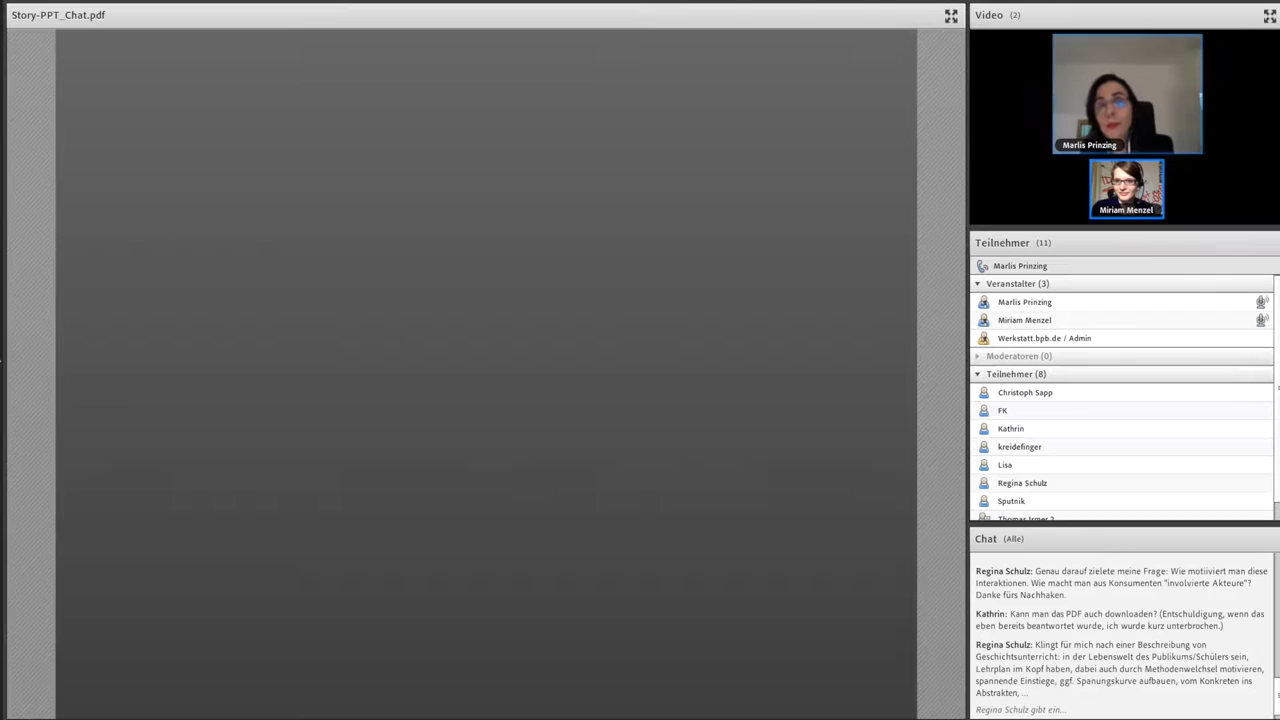 Story-PPT_Chat.pdf
Video (2)
Marlis Prinzing
Miriam Menzel
Teilnehmer (11)
Marlis Prinzing
Veranstalter (3)
Marlis Prinzing
Miriam Menzel
Werkstatt.bpb.de / Admin
Moderatoren (0)
Teilnehmer (8)
Christoph Sapp
FK
Kathrin
kreidefinger
Lisa
Regina Schulz
Sputnik
Thomas Irmer 2
Chat (Alle)
Regina Schulz: Genau darauf zielete meine Frage: Wie motiiviert man diese
Interaktionen. Wie macht man aus Konsumenten "involvierte Akteure"?
Danke fürs Nachhaken.
Kathrin: Kann man das PDF auch downloaden? (Entschuldigung, wenn das
eben bereits beantwortet wurde, ich wurde kurz unterbrochen.)
Regina Schulz: Klingt für mich nach einer Beschreibung von
Geschichtsunterricht: in der Lebenswelt des Publikums/Schülers sein,
Lehrplan im Kopf haben, dabei auch durch Methodenwelchsel motivieren,
spannende Einstiege, ggf. Spanungskurve aufbauen, vom Konkreten ins
Abstrakten, ...
Regina Schulz gibt ein...